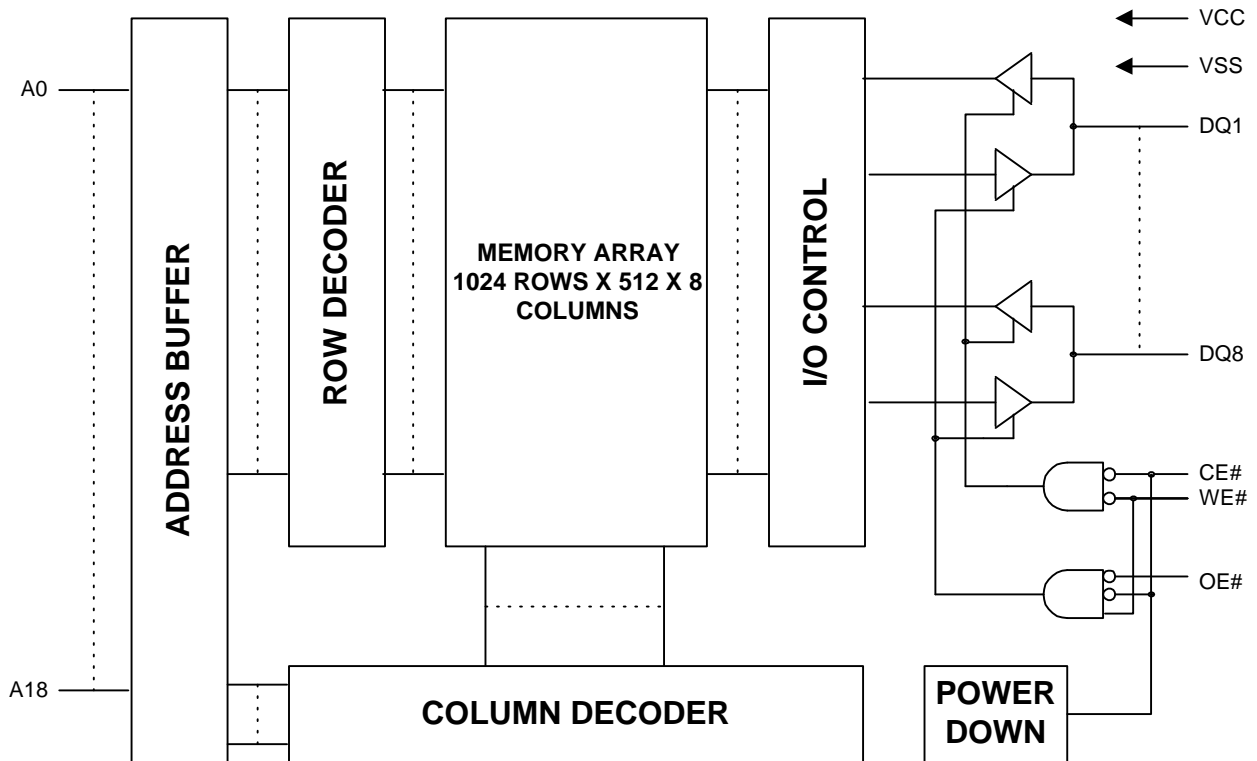 VCC
VSS
A0
DQ1
ADDRESS BUFFER
ROW DECODER
MEMORY ARRAY
1024 ROWS X 512 X 8
COLUMNS
I/O CONTROL
DQ8
CE#
WE#
OE#
A18
COLUMN DECODER
POWER
DOWN